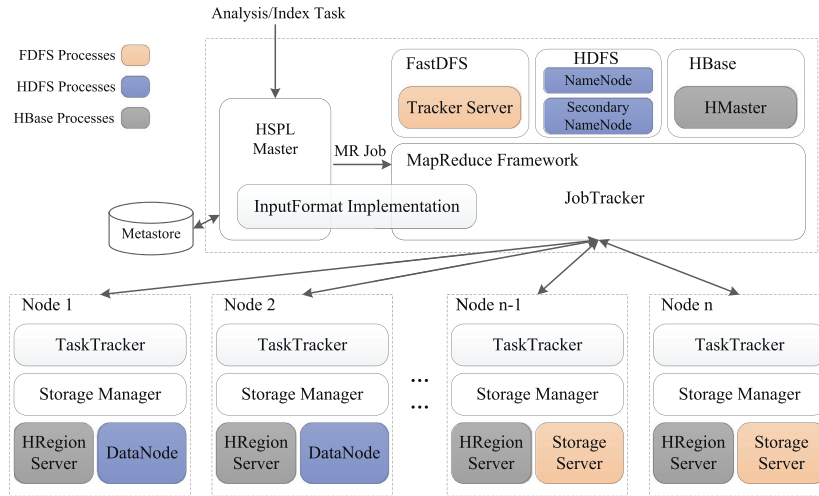 Analysis/Index Task
FDFS Processes
HDFS Processes
HBase Processes
FastDFS
Tracker Server
HDFS
NameNode
Secondary
NameNode
HBase
HMaster
HSPL
Master
MR Job
MapReduce Framework
InputFormat Implementation
JobTracker
Metastore
Node 1
TaskTracker
Storage Manager
HRegion
Server
DataNode
Node 2
TaskTracker
Storage Manager
HRegion
Server
DataNode
...
...
Node n-1
TaskTracker
Storage Manager
HRegion
Server
Storage
Server
Node n
TaskTracker
Storage Manager
HRegion
Server
Storage
Server